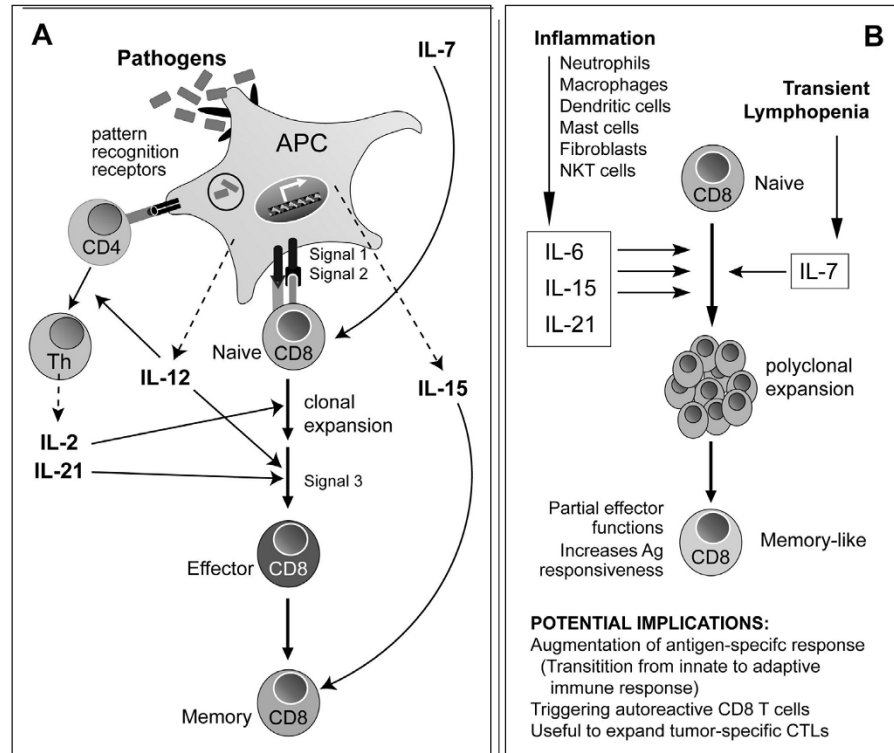 A
Pathogens
IL-7
pattern
recognition
receptors
APC
CD4
Signal 1
Signal 2
Naive
CD8
Th
IL-12
IL-15
clonal
expansion
IL-2
IL-21
Signal 3
Effector
CD8
Memory
CD8
B
Inflammation
Neutrophils
Macrophages
Dendritic cells
Mast cells
Fibroblasts
NKT cells
Transient
Lymphopenia
CD8
Naive
IL-6
IL-15
IL-21
IL-7
polyclonal
expansion
Partial effector
functions
Increases Ag
responsiveness
CD8
Memory-like
POTENTIAL IMPLICATIONS:
Augmentation of antigen-specifc response
(Transitition from innate to adaptive
immune response)
Triggering autoreactive CD8 T cells
Useful to expand tumor-specific CTLs